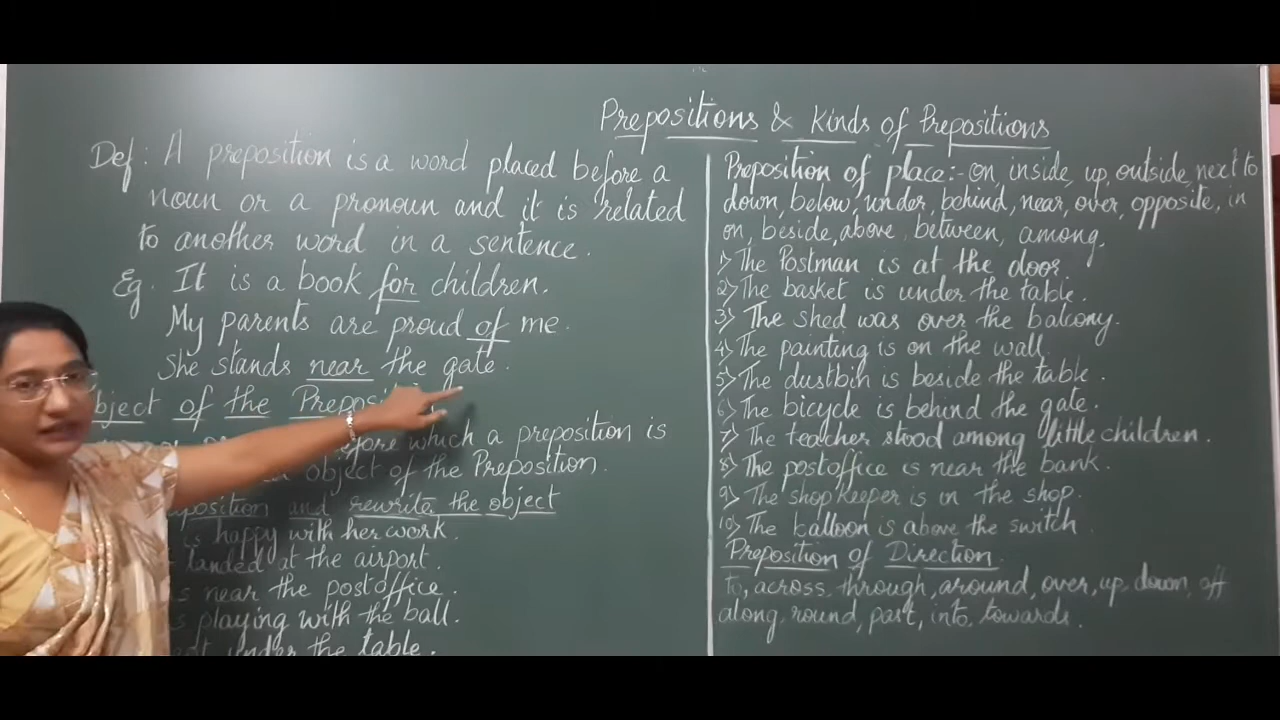 Prepositions & Kinds of Prepositions
Def: A preposition is a word placed before a
noun or a pronoun and it is related
to another word in a sentence.
Eg. It is a book for children.
My parents are proud of me.
She stands near the gate.
bject of the Prepositi
before which a preposition is
object of the Preposition.
position and rewrite the object
is happy with her work.
landed at the airport.
near the postoffice.
playing with the ball.
under the table.
Preposition of place:- on, inside, up, outside, next to
down, below, under, behind, near, over, opposite, in
on, beside, above between, among,
1) The Postman is at the door.
2) The basket is under the table.
3) The shed was over the balcony.
4) The painting is on the wall
5) The dustbin is beside the table.
6) The bicycle is behind the gate.
7) The teacher stood among little children.
8) The postoffice is near the bank.
9) The shopkeeper is in the shop.
10) The balloon is above the switch
Preposition of Direction.
to, across, through, around, over, up, down, off
along, round, past, into, towards.